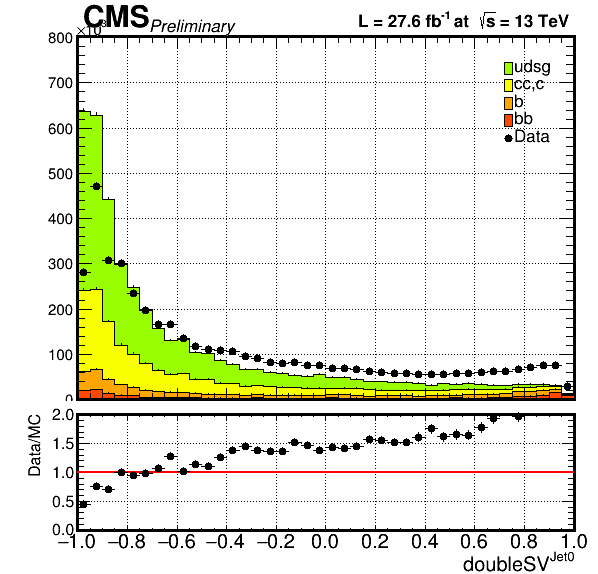 CMS Preliminary L = 27.6 fb⁻¹ at √s = 13 TeV
×10³
800
700
600
500
400
300
200
100
0
udsg
cc,c
b
bb
Data
Data/MC
2.0
1.5
1.0
0.5
0.0
−1.0 −0.8 −0.6 −0.4 −0.2 0.0 0.2 0.4 0.6 0.8 1.0
doubleSV^Jet0